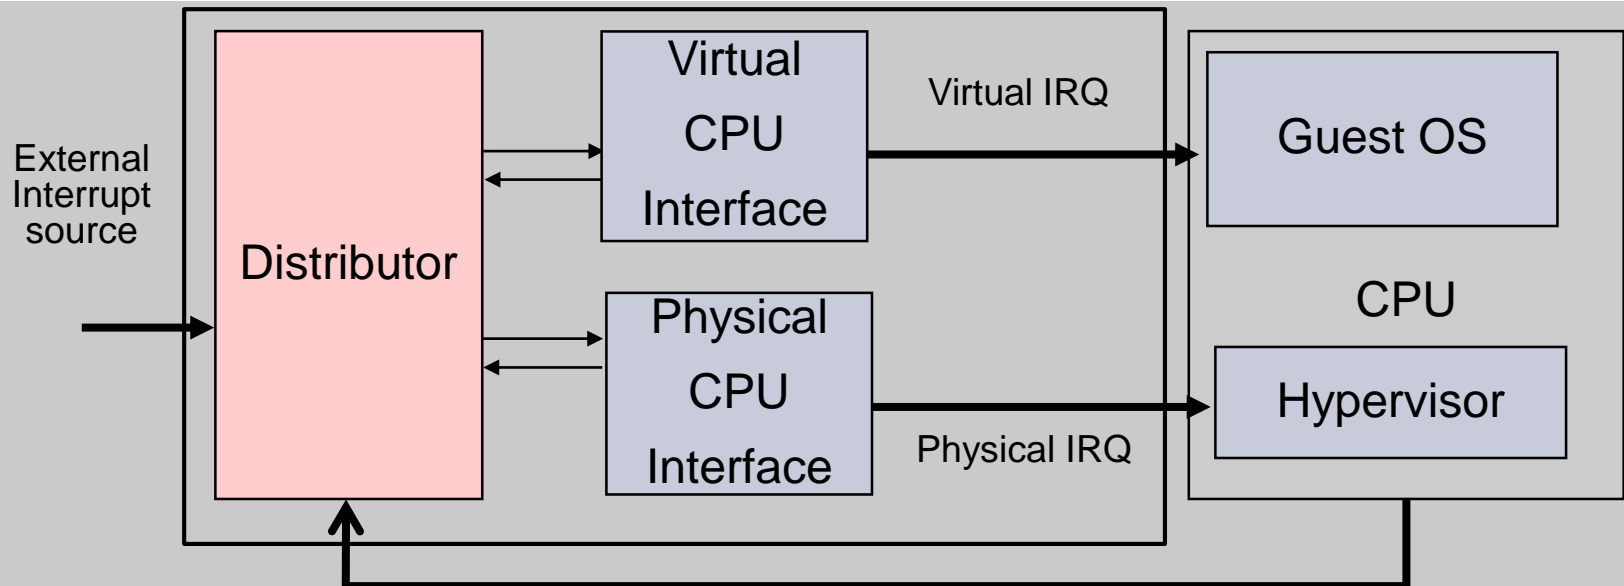 External
Interrupt
source
Distributor
Virtual
CPU
Interface
Physical
CPU
Interface
Virtual IRQ
Physical IRQ
Guest OS
CPU
Hypervisor